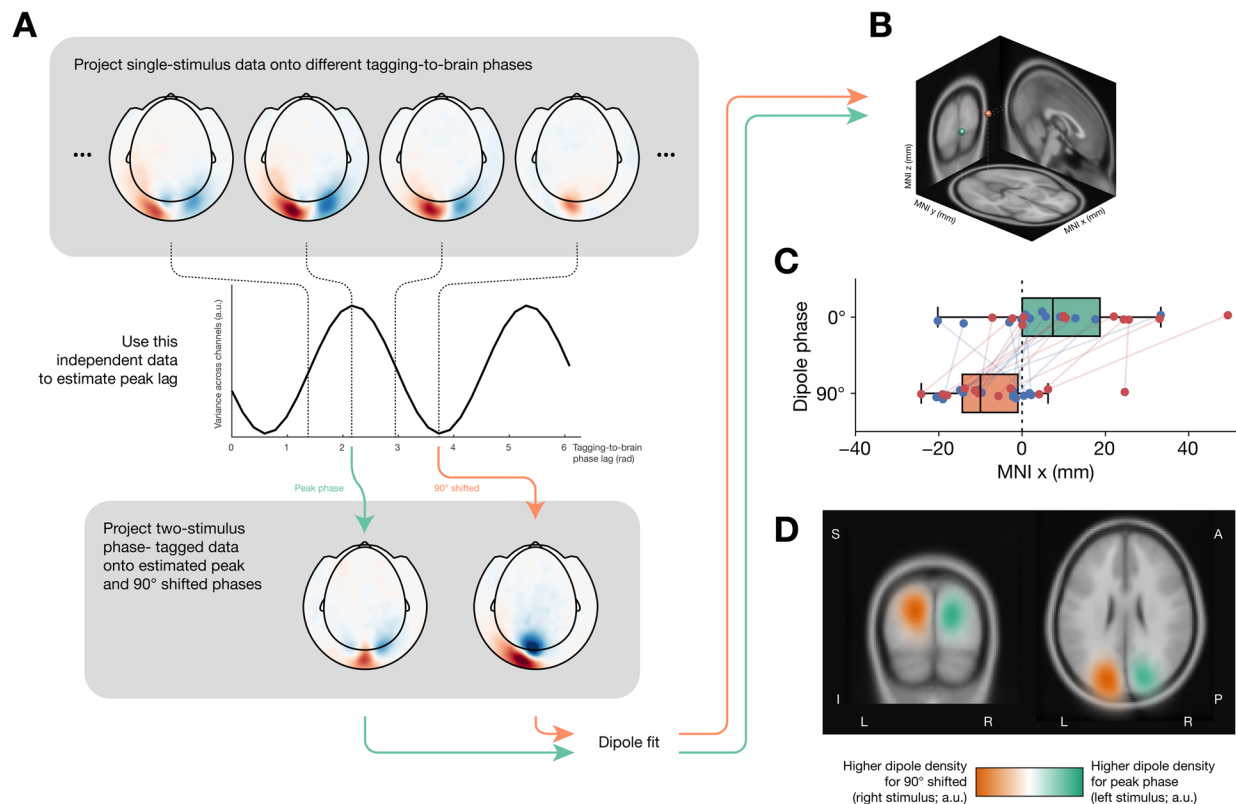 A
Project single-stimulus data onto different tagging-to-brain phases
... ...
Use this
independent data
to estimate peak lag
Variance across channels (a.u.)
0 1 2 3 4 5 6
Tagging-to-brain
phase lag (rad)
Peak phase
90° shifted
Project two-stimulus
phase- tagged data
onto estimated peak
and 90° shifted phases
Dipole fit
B
MNI z (mm)
MNI y (mm)
MNI x (mm)
C
Dipole phase
0°
90°
−40 −20 0 20 40
MNI x (mm)
D
S A
I P
L R L R
Higher dipole density
for 90° shifted
(right stimulus; a.u.)
Higher dipole density
for peak phase
(left stimulus; a.u.)